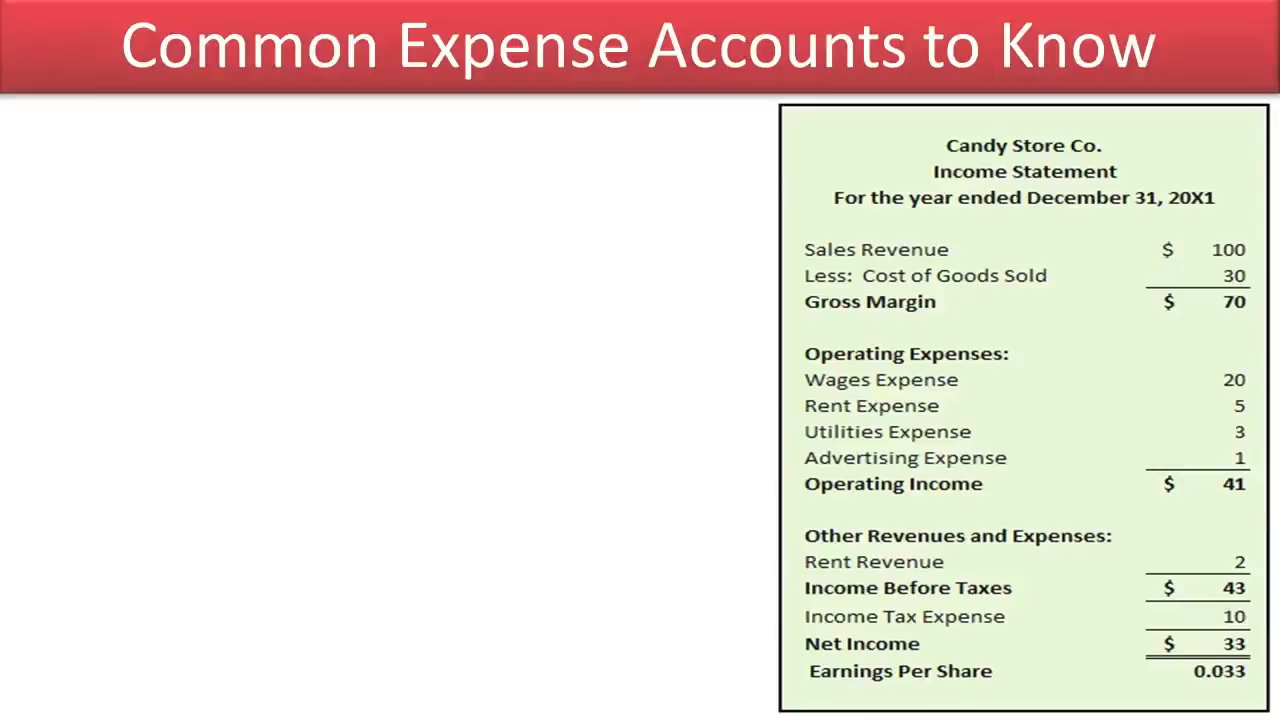 Common Expense Accounts to Know
Candy Store Co.
Income Statement
For the year ended December 31, 20X1
Sales Revenue $ 100
Less: Cost of Goods Sold 30
Gross Margin $ 70
Operating Expenses:
Wages Expense 20
Rent Expense 5
Utilities Expense 3
Advertising Expense 1
Operating Income $ 41
Other Revenues and Expenses:
Rent Revenue 2
Income Before Taxes $ 43
Income Tax Expense 10
Net Income $ 33
Earnings Per Share 0.033